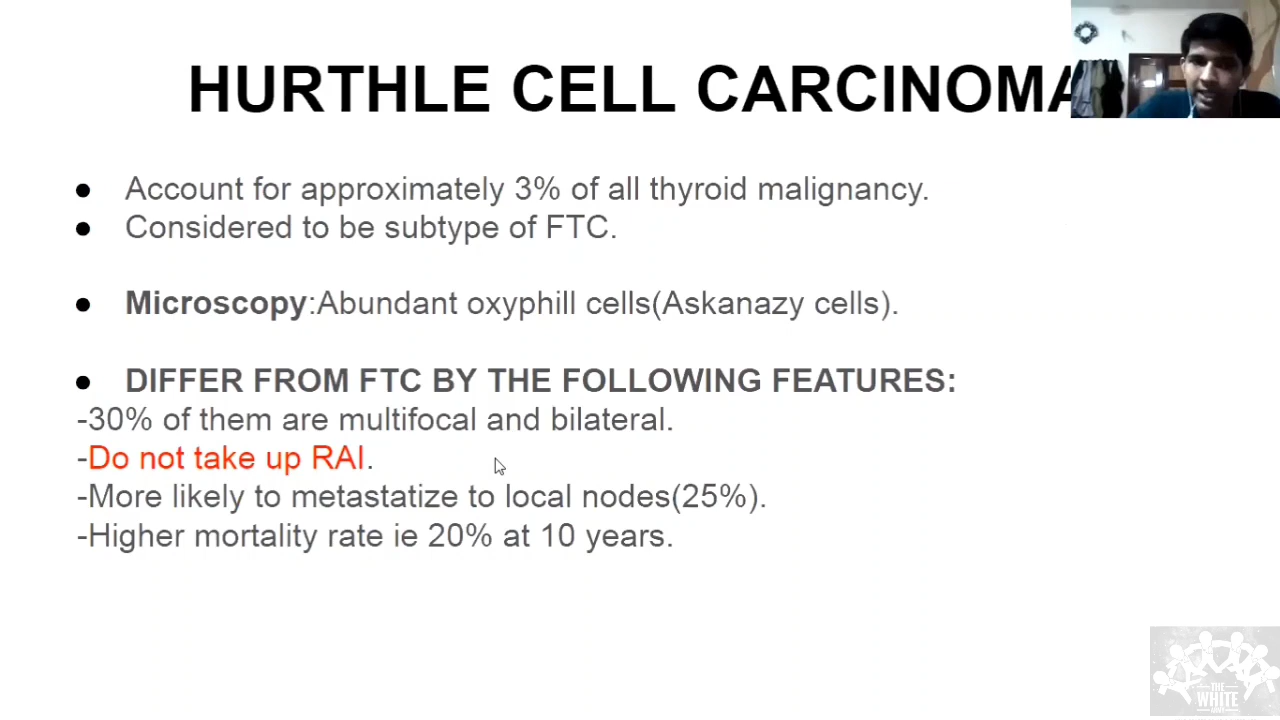 HURTHLE CELL CARCINOMA
Account for approximately 3% of all thyroid malignancy.
Considered to be subtype of FTC.
Microscopy:Abundant oxyphill cells(Askanazy cells).
DIFFER FROM FTC BY THE FOLLOWING FEATURES:
-30% of them are multifocal and bilateral.
-Do not take up RAI.
-More likely to metastatize to local nodes(25%).
-Higher mortality rate ie 20% at 10 years.
THE
WHITE